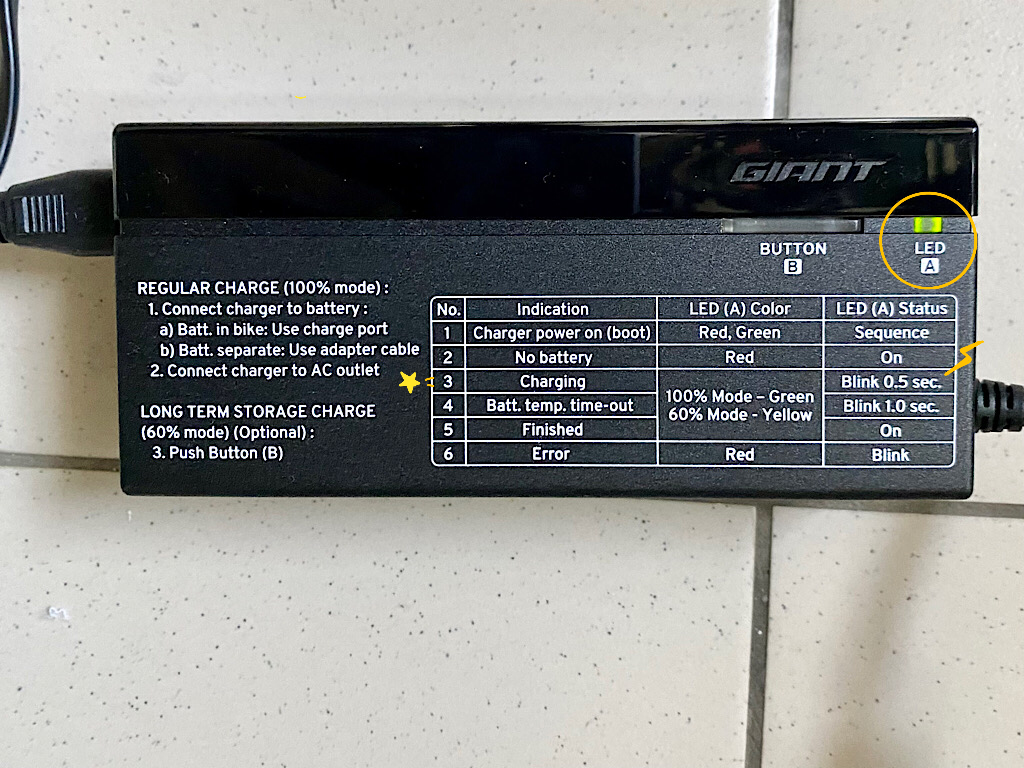 GIANT
BUTTON
B
LED
A
REGULAR CHARGE (100% mode) :
1. Connect charger to battery :
a) Batt. in bike: Use charge port
b) Batt. separate: Use adapter cable
2. Connect charger to AC outlet
LONG TERM STORAGE CHARGE
(60% mode) (Optional) :
3. Push Button (B)
No. Indication LED (A) Color LED (A) Status
1 Charger power on (boot) Red, Green Sequence
2 No battery Red On
3 Charging 100% Mode – Green Blink 0.5 sec.
4 Batt. temp. time-out 60% Mode - Yellow Blink 1.0 sec.
5 Finished On
6 Error Red Blink